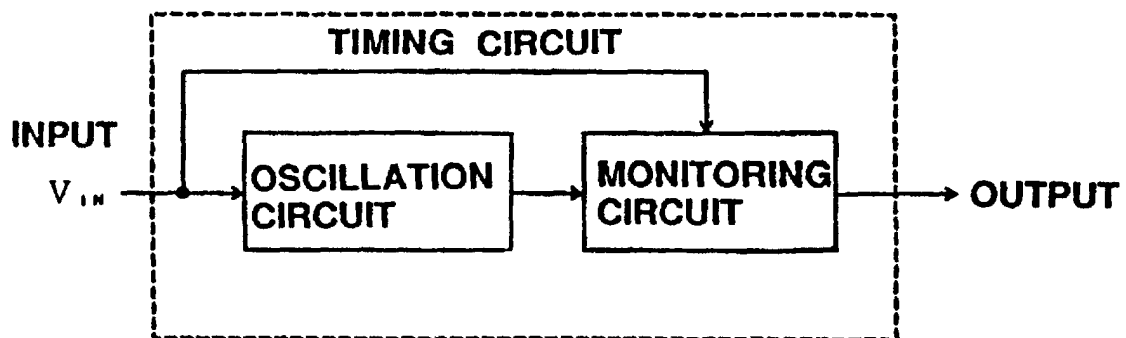 TIMING CIRCUIT
INPUT
V IN
OSCILLATION
CIRCUIT
MONITORING
CIRCUIT
OUTPUT